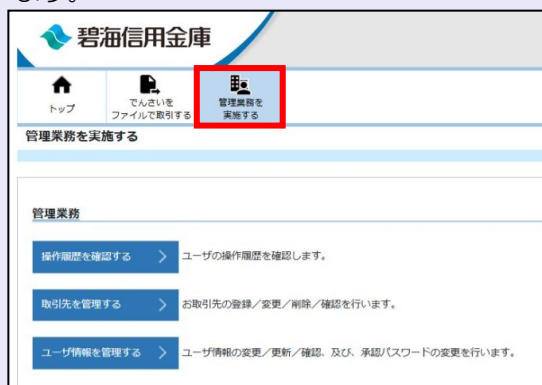 ます。
碧海信用金庫
トップ
でんさいを
ファイルで取引する
管理業務を
実施する
管理業務を実施する
管理業務
操作履歴を確認する
ユーザの操作履歴を確認します。
取引先を管理する
お取引先の登録／変更／削除／確認を行います。
ユーザ情報を管理する
ユーザ情報の変更／更新／確認、及び、承認パスワードの変更を行います。